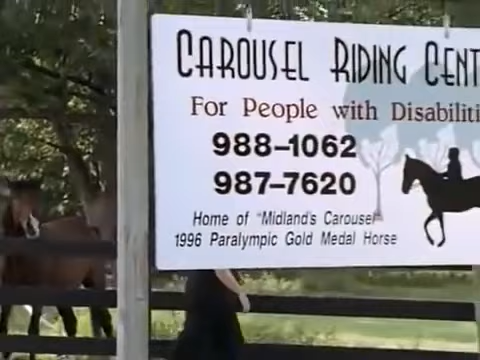 CAROUSEL RIDING CENT
For People with Disabiliti
988-1062
987-7620
Home of "Midland's Carousel
1996 Paralympic Gold Medal Horse